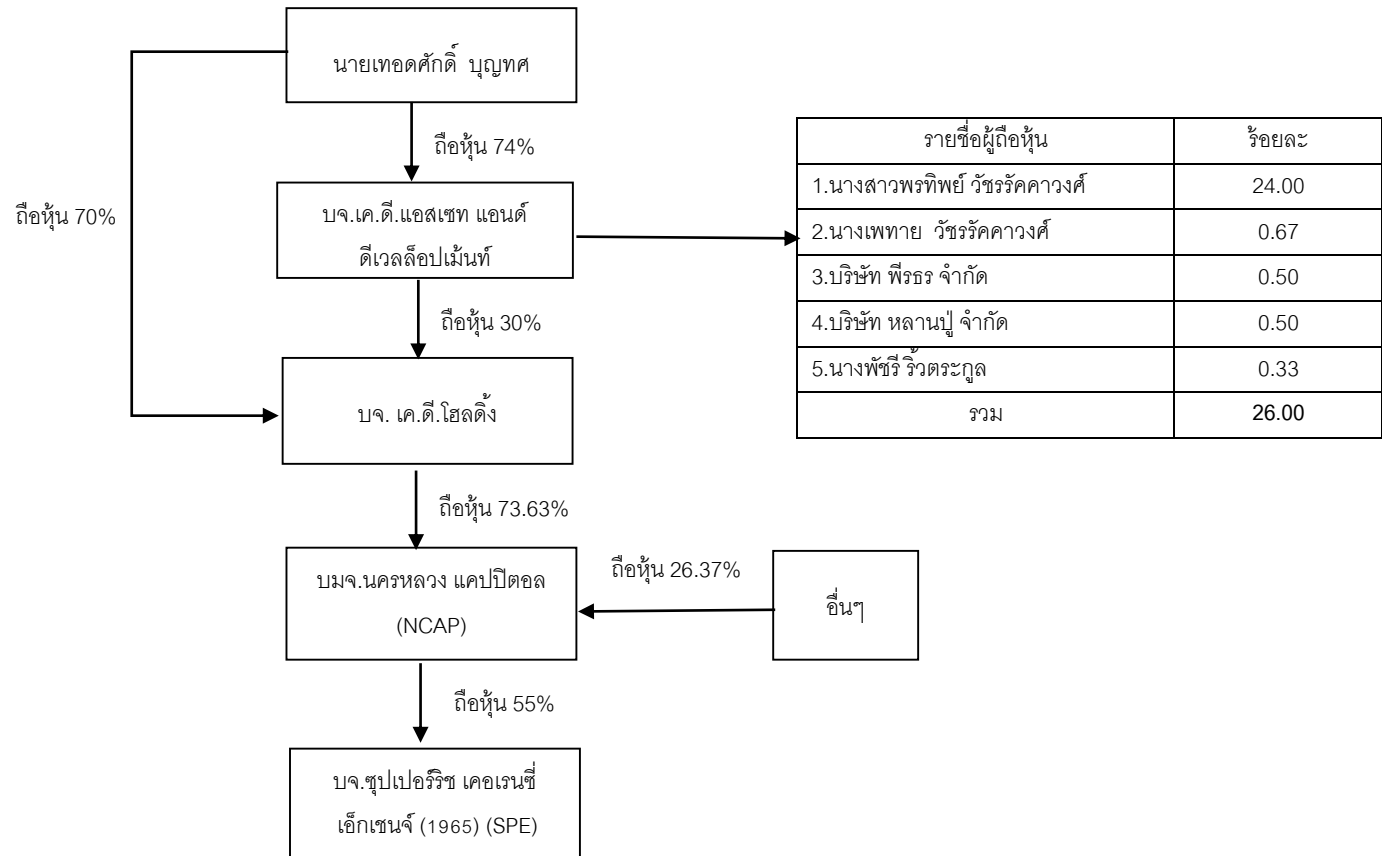 นายเทอดศักดิ์ บุญทศ
ถือหุ้น 74%
ถือหุ้น 70%
บจ.เค.ดี.แอสเซท แอนด์
ดีเวลล็อปเม้นท์
รายชื่อผู้ถือหุ้น ร้อยละ
1.นางสาวพรทิพย์ วัชรรัคคาวงศ์ 24.00
2.นางเพทาย วัชรรัคคาวงศ์ 0.67
3.บริษัท พีรธร จำกัด 0.50
4.บริษัท หลานปู่ จำกัด 0.50
5.นางพัชรี ริ้วตระกูล 0.33
รวม 26.00
ถือหุ้น 30%
บจ. เค.ดี.โฮลดิ้ง
ถือหุ้น 73.63%
บมจ.นครหลวง แคปปิตอล
(NCAP)
ถือหุ้น 26.37%
อื่นๆ
ถือหุ้น 55%
บจ.ซุปเปอร์ริช เคอเรนซี่
เอ็กเชนจ์ (1965) (SPE)